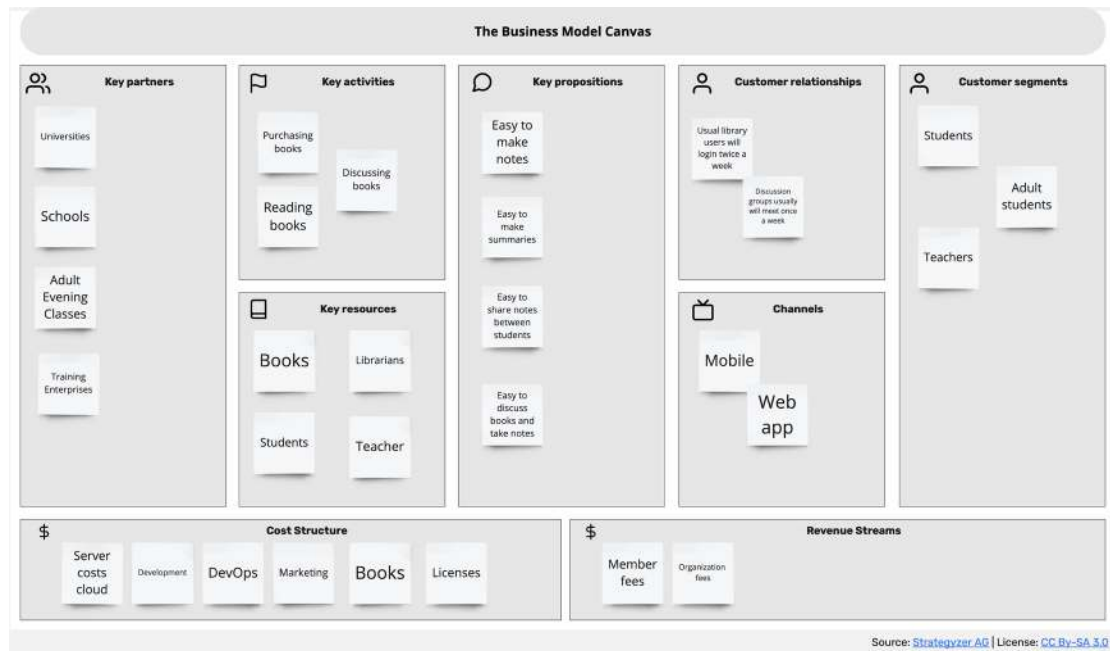 The Business Model Canvas
Key partners
Universities
Schools
Adult
Evening
Classes
Training
Enterprises
Key activities
Purchasing
books
Discussing
books
Reading
books
Key resources
Books
Librarians
Students
Teacher
Key propositions
Easy to
make
notes
Easy to
make
summaries
Easy to
share notes
between
students
Easy to
discuss
books and
take notes
Customer relationships
Usual library
users will
login twice a
week
Discussion
groups usually
will meet once
a week
Channels
Mobile
Web
app
Customer segments
Students
Adult
students
Teachers
$ Cost Structure
Server
costs
cloud
Development
DevOps
Marketing
Books
Licenses
$ Revenue Streams
Member
fees
Organization
fees
Source: Strategyzer AG | License: CC By-SA 3.0